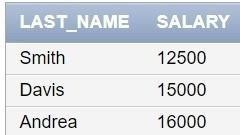 LAST_NAME SALARY
Smith 12500
Davis 15000
Andrea 16000